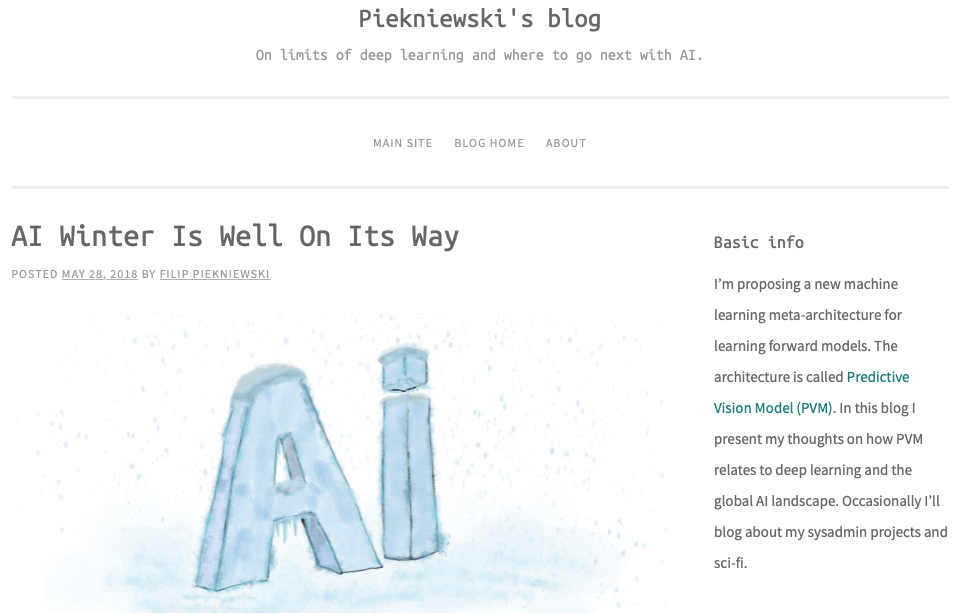 Piekniewski's blog
On limits of deep learning and where to go next with AI.
MAIN SITE BLOG HOME ABOUT
AI Winter Is Well On Its Way
POSTED MAY 28, 2018 BY FILIP PIEKNIEWSKI
Ai
Basic info
I’m proposing a new machine
learning meta-architecture for
learning forward models. The
architecture is called Predictive
Vision Model (PVM). In this blog I
present my thoughts on how PVM
relates to deep learning and the
global AI landscape. Occasionally I’ll
blog about my sysadmin projects and
sci-fi.